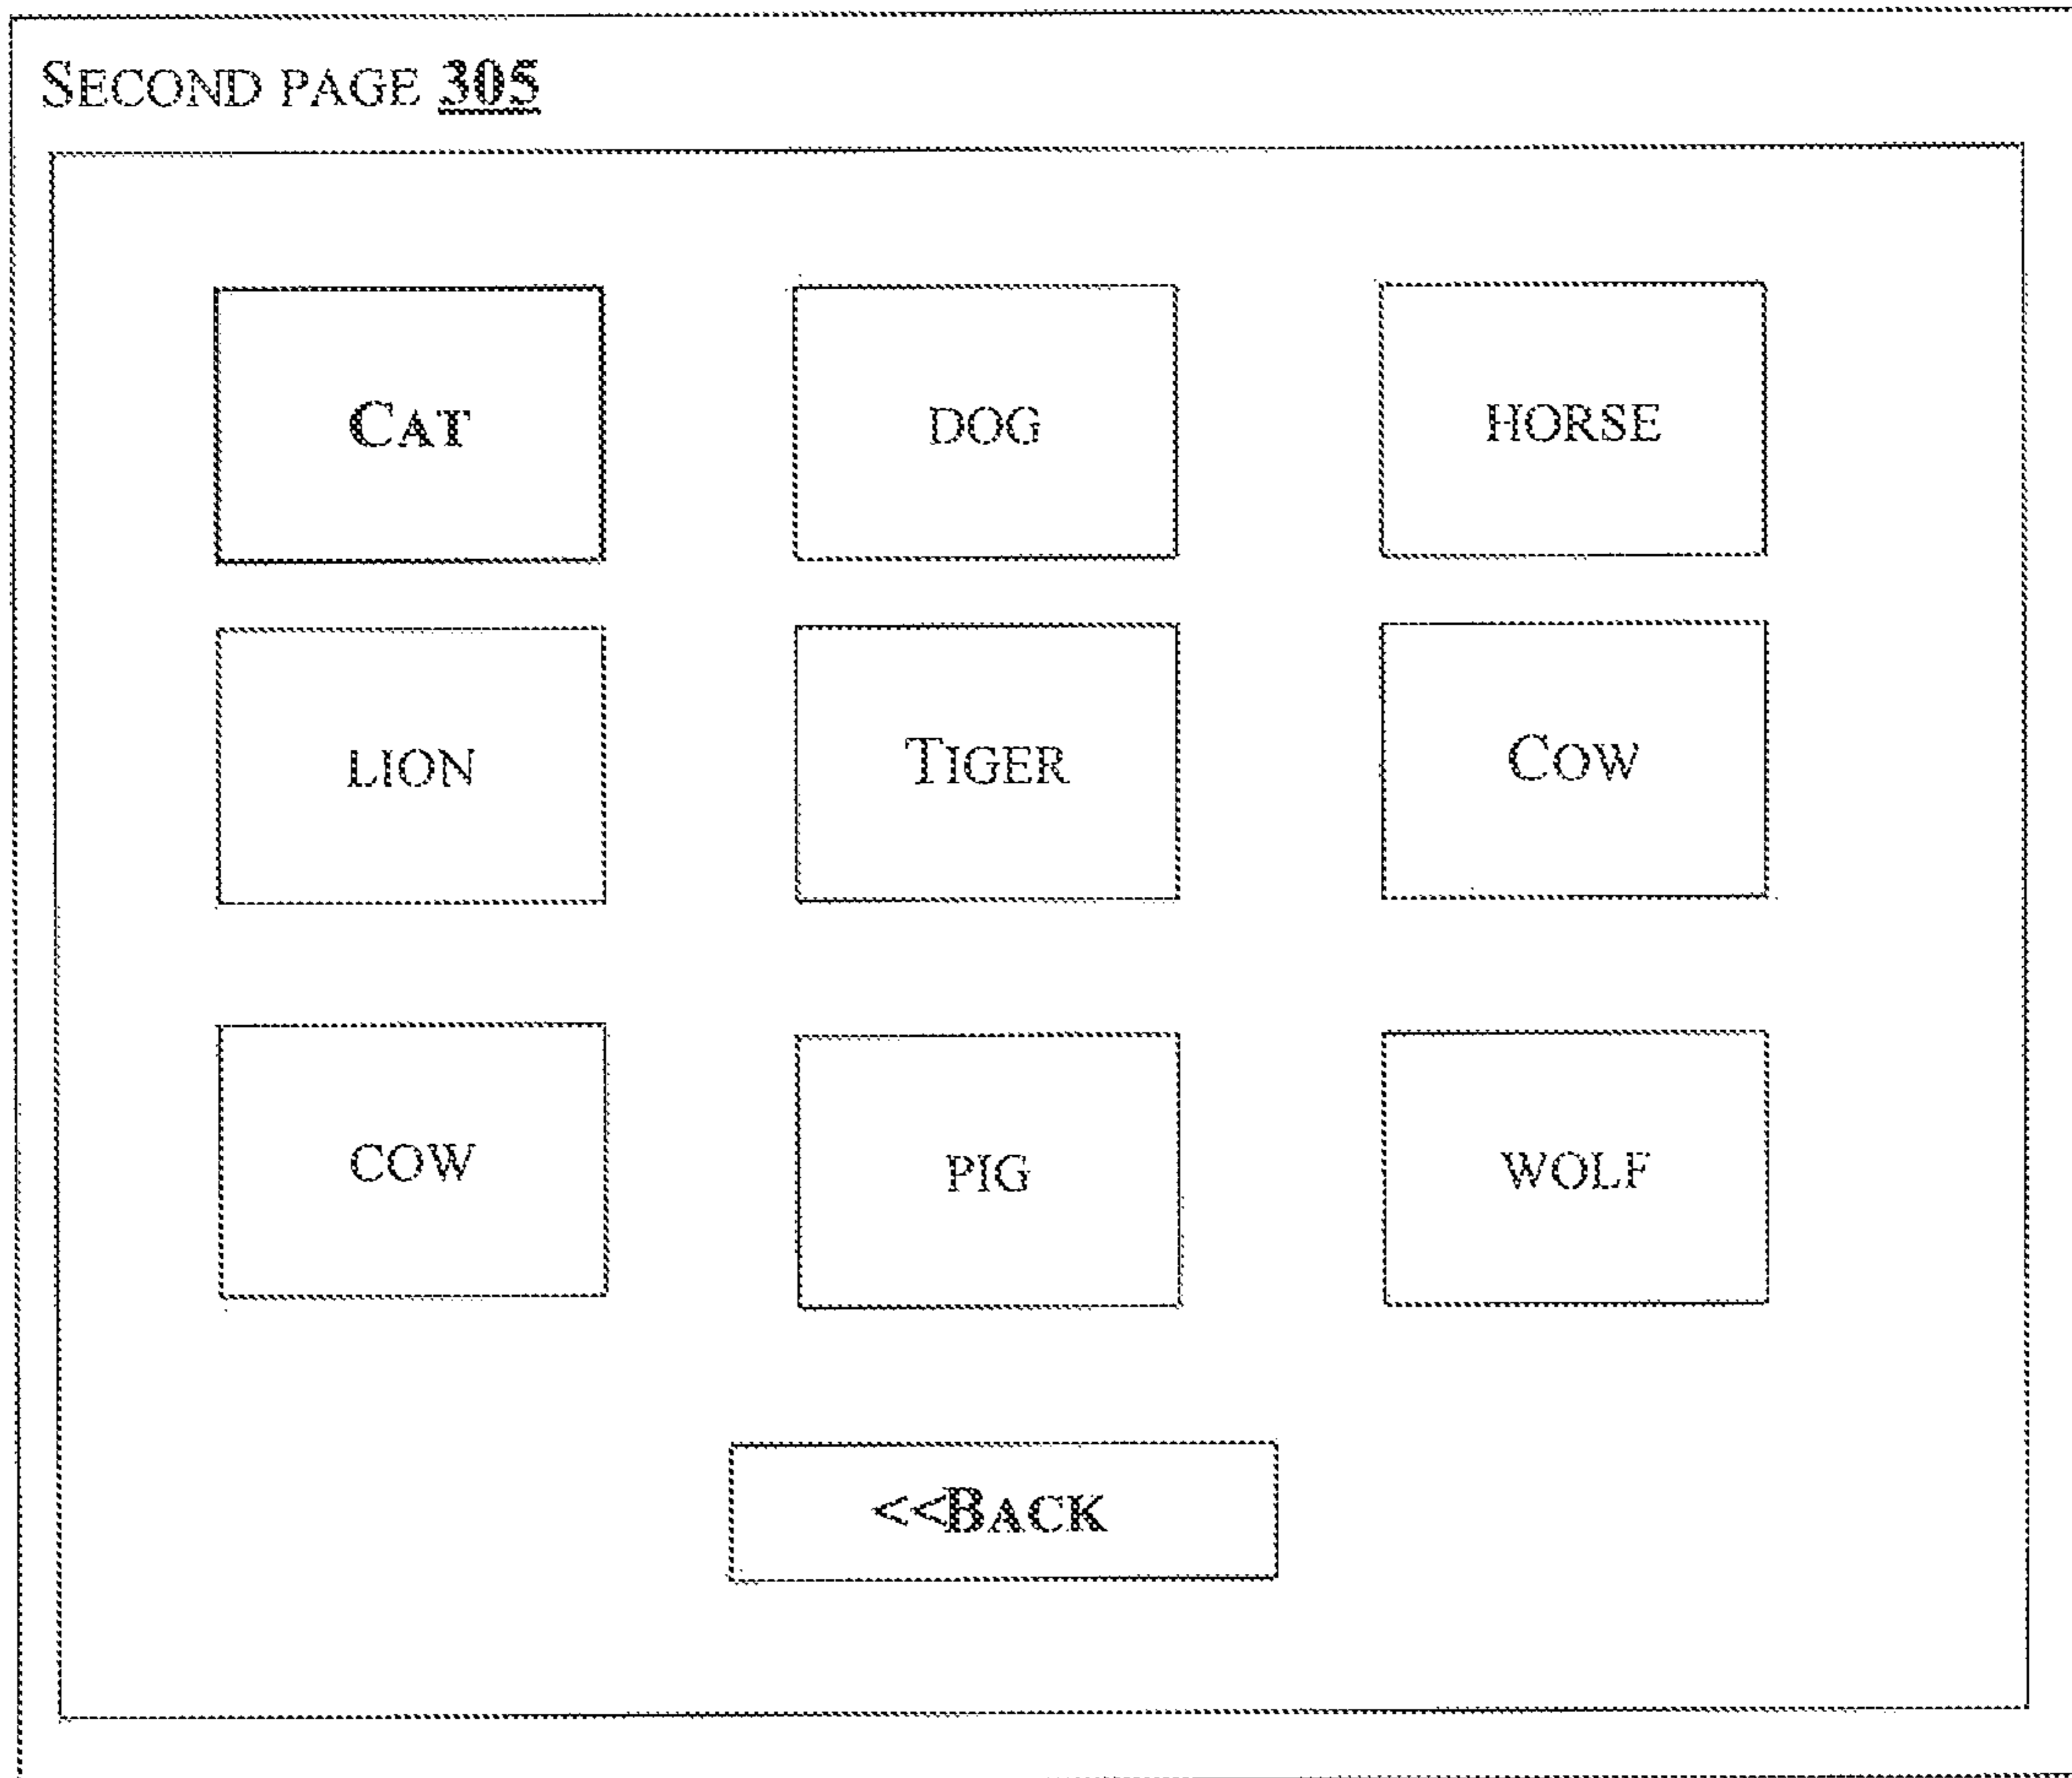 SECOND PAGE 305
CAT DOG HORSE
LION TIGER COW
COW PIG WOLF
<<BACK